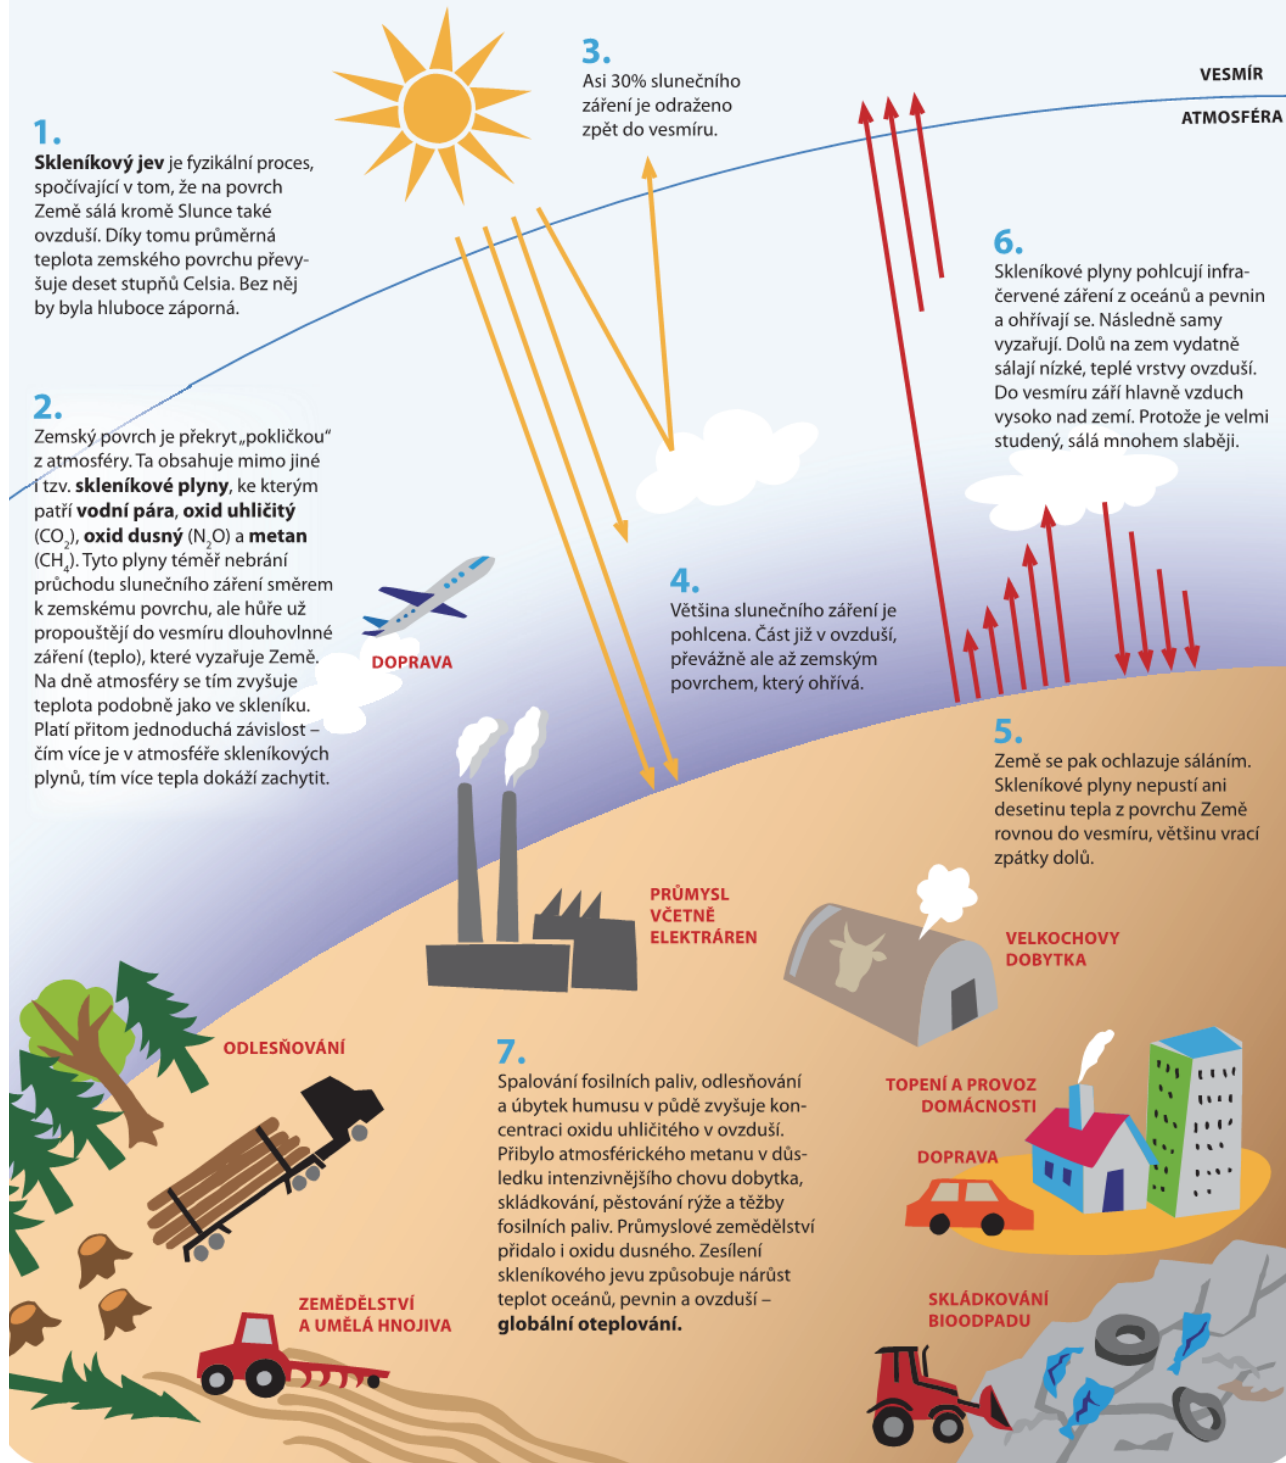 1.
Skleníkový jev je fyzikální proces,
spočívající v tom, že na povrch
Země sálá kromě Slunce také
ovzduší. Díky tomu průměrná
teplota zemského povrchu převy-
šuje deset stupňů Celsia. Bez něj
by byla hluboce záporná.
2.
Zemský povrch je překryt „pokličkou“
z atmosféry. Ta obsahuje mimo jiné
i tzv. skleníkové plyny, ke kterým
patří vodní pára, oxid uhličitý
(CO₂), oxid dusný (N₂O) a metan
(CH₄). Tyto plyny téměř nebrání
průchodu slunečního záření směrem
k zemskému povrchu, ale hůře už
propouštějí do vesmíru dlouhovlnné
záření (teplo), které vyzařuje Země.
Na dně atmosféry se tím zvyšuje
teplota podobně jako ve skleníku.
Platí přitom jednoduchá závislost –
čím více je v atmosféře skleníkových
plynů, tím více tepla dokáží zachytit.
3.
Asi 30% slunečního
záření je odraženo
zpět do vesmíru.
VESMÍR
ATMOSFÉRA
4.
Většina slunečního záření je
pohlcena. Část již v ovzduší,
převážně ale až zemským
povrchem, který ohřívá.
6.
Skleníkové plyny pohlcují infra-
červené záření z oceánů a pevnin
a ohřívají se. Následně samy
vyzařují. Dolů na zem vydatně
sálají nízké, teplé vrstvy ovzduší.
Do vesmíru září hlavně vzduch
vysoko nad zemí. Protože je velmi
studený, sálá mnohem slaběji.
5.
Země se pak ochlazuje sáláním.
Skleníkové plyny nepustí ani
desetinu tepla z povrchu Země
rovnou do vesmíru, většinu vrací
zpátky dolů.
DOPRAVA
PRŮMYSL
VČETNĚ
ELEKTRÁREN
VELKOCHOVY
DOBYTKA
ODLESŇOVÁNÍ
7.
Spalování fosilních paliv, odlesňování
a úbytek humusu v půdě zvyšuje kon-
centraci oxidu uhličitého v ovzduší.
Přibylo atmosférického metanu v důs-
ledku intenzivnějšího chovu dobytka,
skládkování, pěstování rýže a těžby
fosilních paliv. Průmyslové zemědělství
přidalo i oxidu dusného. Zesílení
skleníkového jevu způsobuje nárůst
teplot oceánů, pevnin a ovzduší –
globální oteplování.
TOPENÍ A PROVOZ
DOMÁCNOSTI
DOPRAVA
ZEMĚDĚLSTVÍ
A UMĚLÁ HNOJIVA
SKLÁDKOVÁNÍ
BIOODPADU